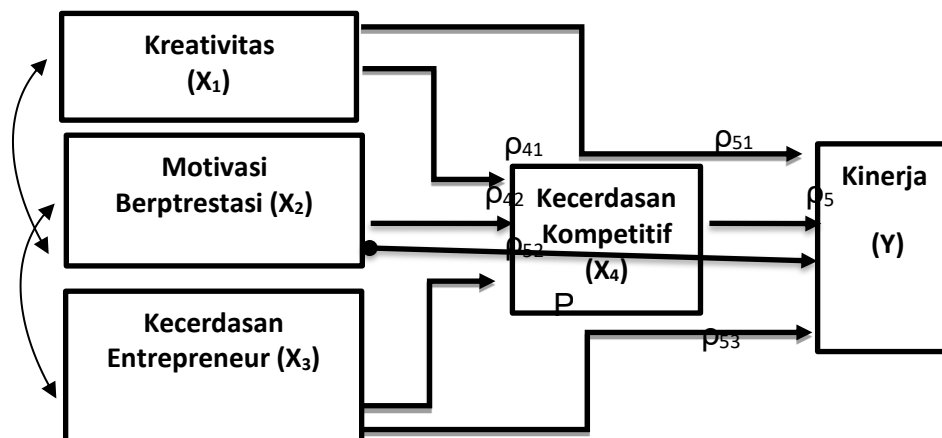 Kreativitas
(X₁)
Motivasi
Berptrestasi (X₂)
Kecerdasan
Entrepreneur (X₃)
ρ₄₁
ρ₄₂
ρ₅₂
Kecerdasan
Kompetitif
(X₄)
P
ρ₅₁
ρ₅
ρ₅₃
Kinerja
(Y)